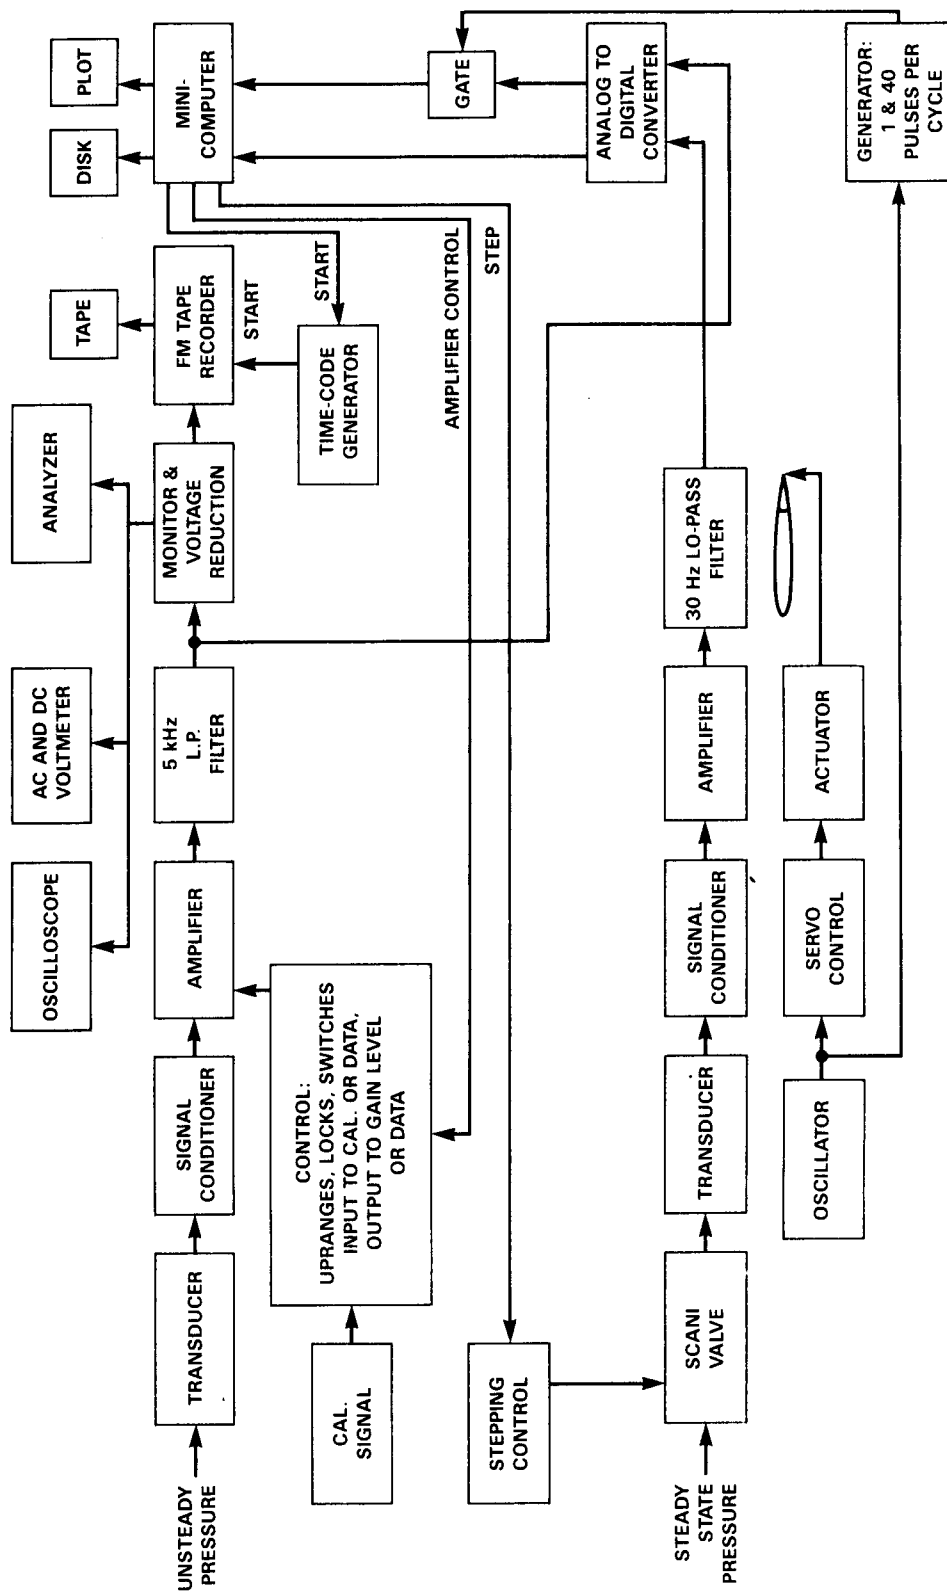 OSCILLOSCOPE
AC AND DC
VOLTMETER
ANALYZER
TAPE
DISK
PLOT
UNSTEADY
PRESSURE
TRANSDUCER
SIGNAL
CONDITIONER
AMPLIFIER
5 kHz
L.P.
FILTER
MONITOR &
VOLTAGE
REDUCTION
FM TAPE
RECORDER
MINI-
COMPUTER
START
START
TIME-CODE
GENERATOR
CAL.
SIGNAL
CONTROL:
UPRANGES, LOCKS, SWITCHES
INPUT TO CAL. OR DATA,
OUTPUT TO GAIN LEVEL
OR DATA
AMPLIFIER CONTROL
STEP
GATE
STEPPING
CONTROL
ANALOG TO
DIGITAL
CONVERTER
STEADY
STATE
PRESSURE
SCANI
VALVE
TRANSDUCER
SIGNAL
CONDITIONER
AMPLIFIER
30 Hz LO-PASS
FILTER
OSCILLATOR
SERVO
CONTROL
ACTUATOR
GENERATOR:
1 & 40
PULSES PER
CYCLE